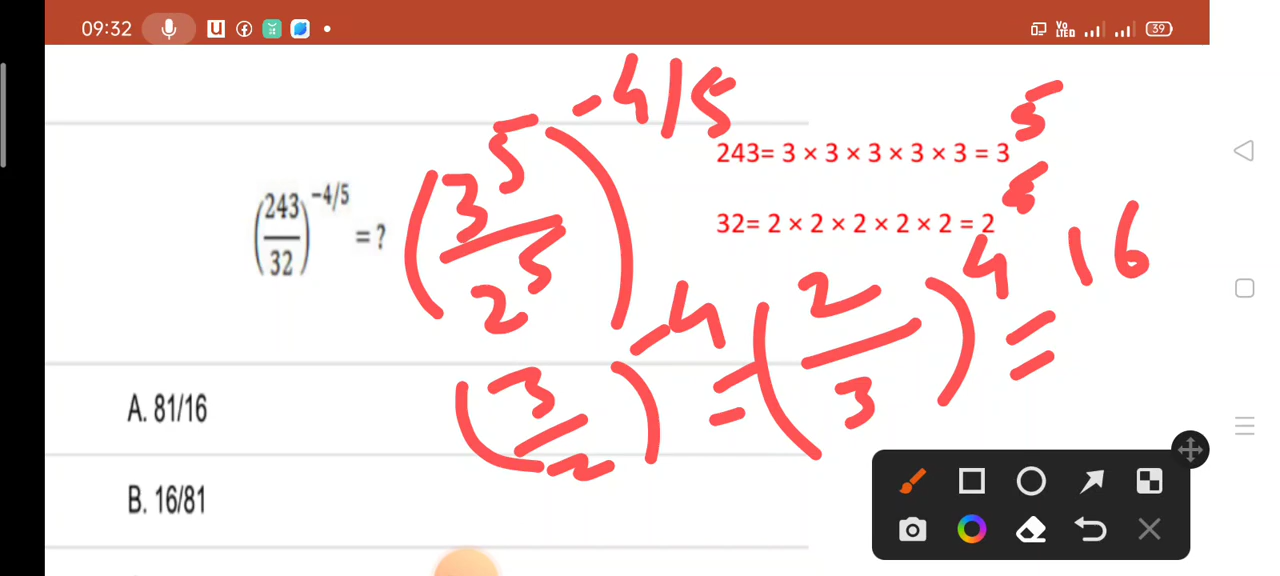 09:32 U VoLTED 39
(243/32)^-4/5 = ?
(3^5/2^5)^-4/5
243= 3 × 3 × 3 × 3 × 3 = 3^5
32= 2 × 2 × 2 × 2 × 2 = 2^5
(3/2)^-4 = (2/3)^4 = 16
A. 81/16
B. 16/81